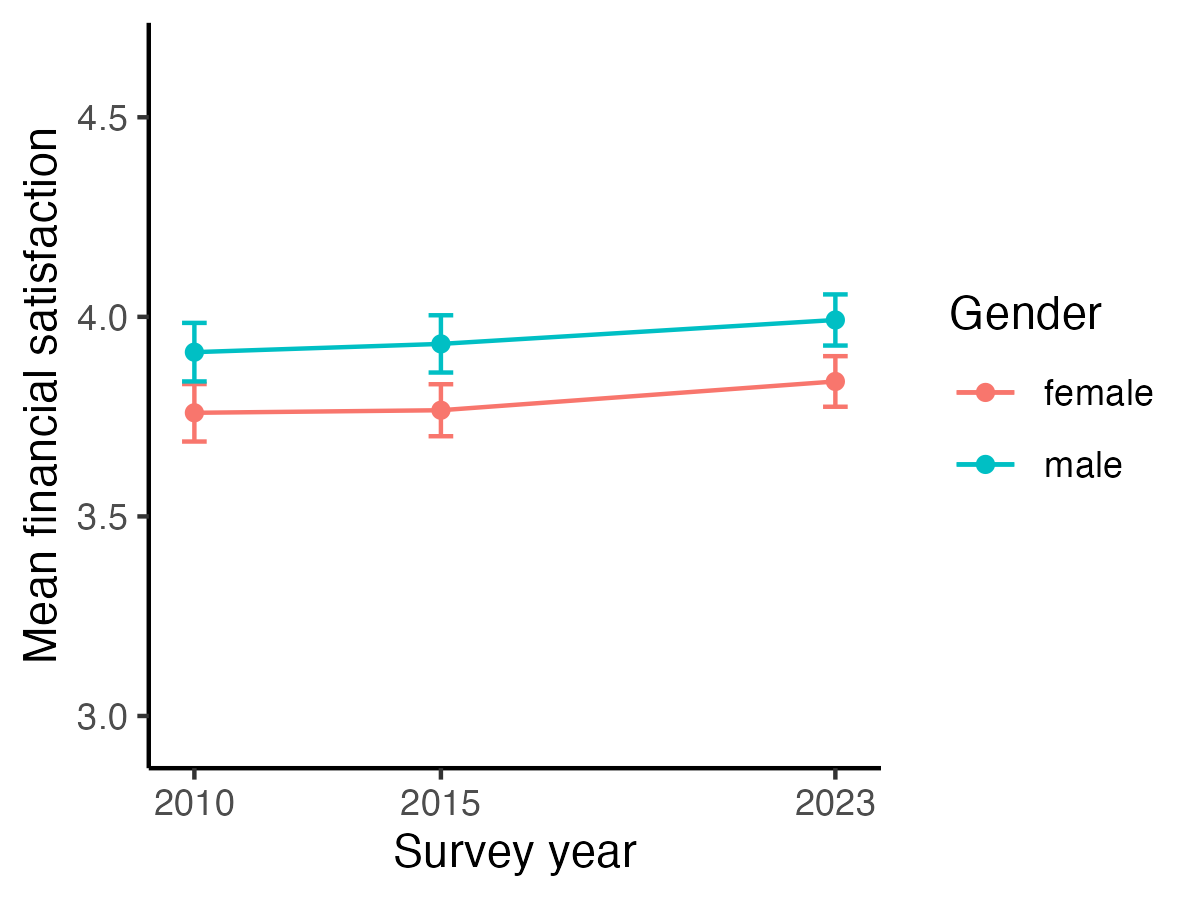 Mean financial satisfaction
4.5
4.0
3.5
3.0
2010 2015 2023
Survey year
Gender
female
male